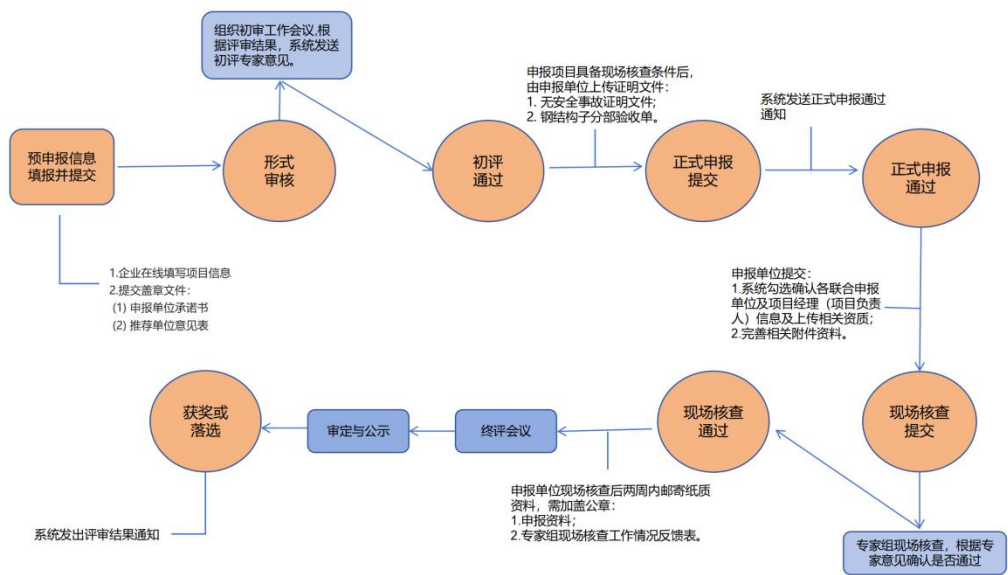 组织初审工作会议,根
据评审结果，系统发送
初评专家意见。
申报项目具备现场核查条件后，
由申报单位上传证明文件：
1. 无安全事故证明文件;
2. 钢结构子分部验收单。
系统发送正式申报通过
通知
预申报信息
填报并提交
形式
审核
初评
通过
正式申报
提交
正式申报
通过
1.企业在线填写项目信息
2.提交盖章文件：
(1) 申报单位承诺书
(2) 推荐单位意见表
申报单位提交：
1.系统勾选确认各联合申报
单位及项目经理（项目负责
人）信息及上传相关资质；
2.完善相关附件资料。
获奖或
落选
审定与公示
终评会议
现场核查
通过
现场核查
提交
申报单位现场核查后两周内邮寄纸质
资料，需加盖公章：
1.申报资料；
2.专家组现场核查工作情况反馈表。
系统发出评审结果通知
专家组现场核查，根据专
家意见确认是否通过